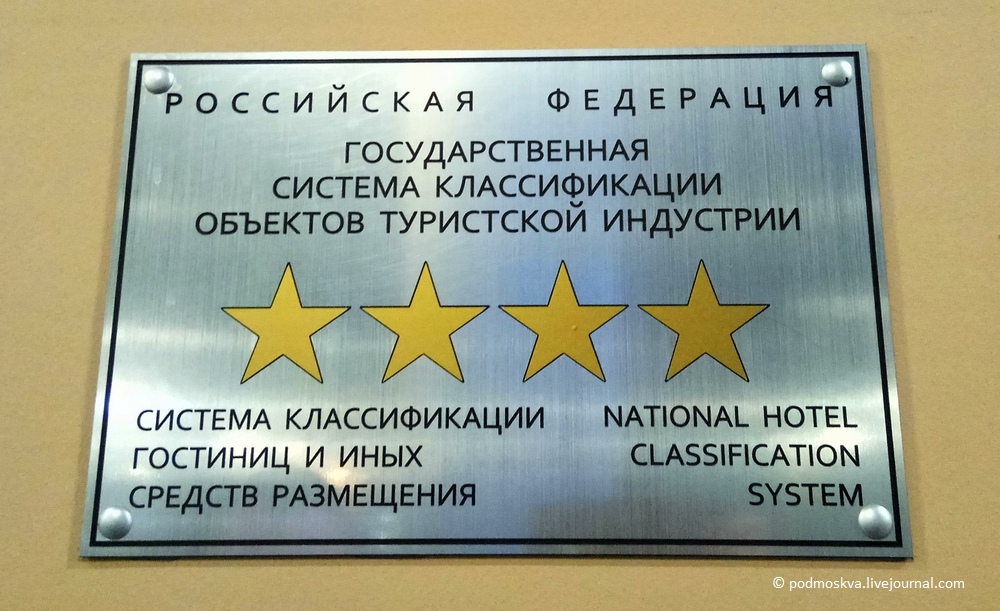 РОССИЙСКАЯ ФЕДЕРАЦИЯ
ГОСУДАРСТВЕННАЯ
СИСТЕМА КЛАССИФИКАЦИИ
ОБЪЕКТОВ ТУРИСТСКОЙ ИНДУСТРИИ
СИСТЕМА КЛАССИФИКАЦИИ
ГОСТИНИЦ И ИНЫХ
СРЕДСТВ РАЗМЕЩЕНИЯ
NATIONAL HOTEL
CLASSIFICATION
SYSTEM
© podmoskva.livejournal.com